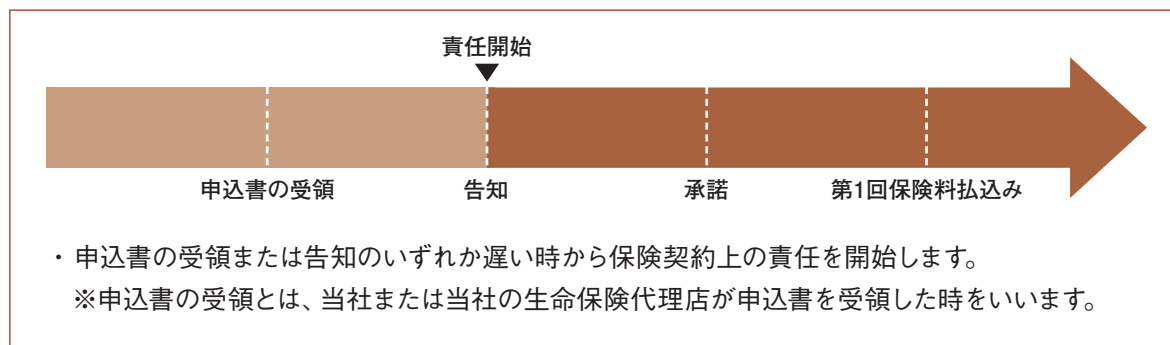 責任開始
申込書の受領
告知
承諾
第1回保険料払込み
・申込書の受領または告知のいずれか遅い時から保険契約上の責任を開始します。
※申込書の受領とは、当社または当社の生命保険代理店が申込書を受領した時をいいます。